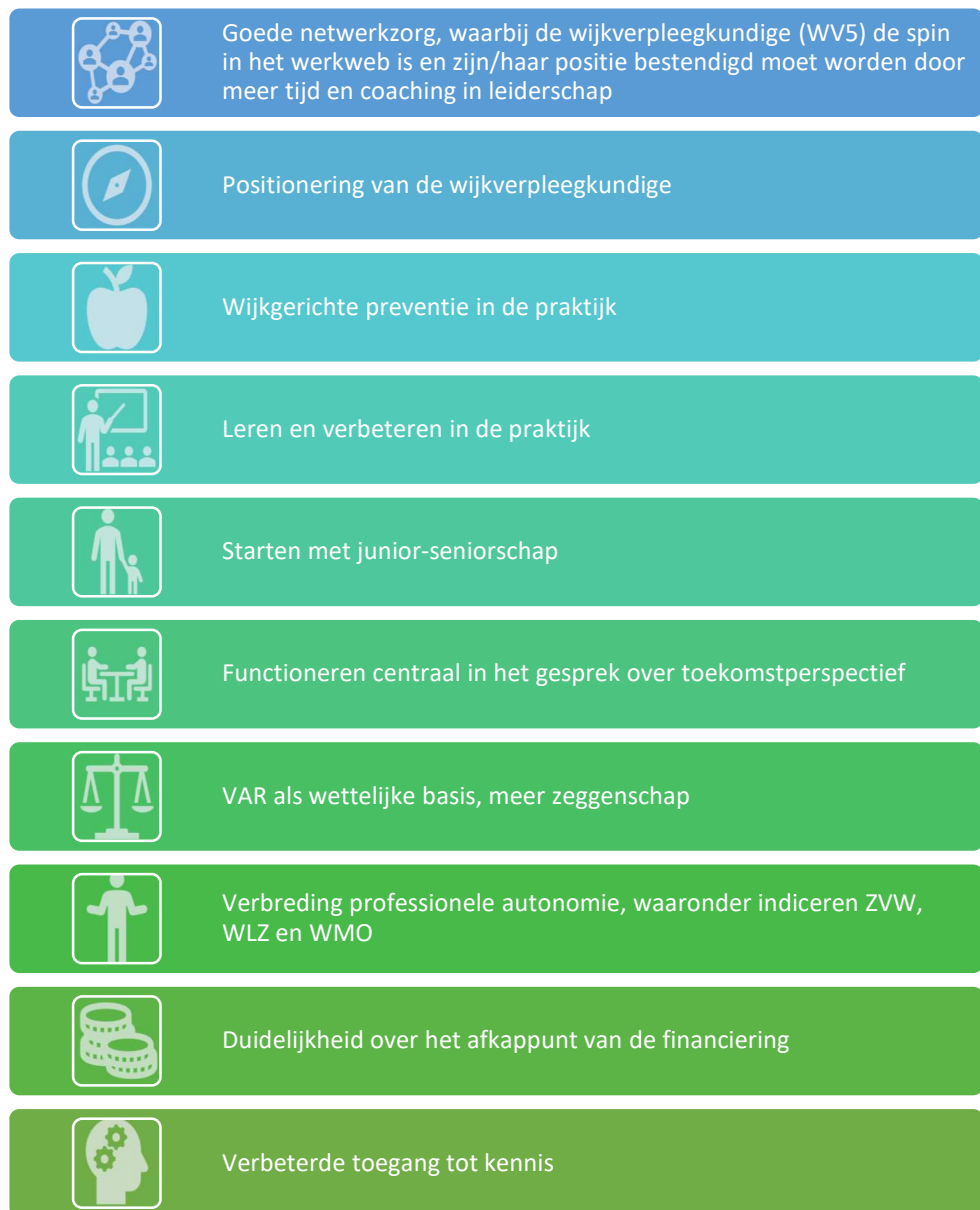 Goede netwerkzorg, waarbij de wijkverpleegkundige (WV5) de spin
in het werkweb is en zijn/haar positie bestendigd moet worden door
meer tijd en coaching in leiderschap
Positionering van de wijkverpleegkundige
Wijkgerichte preventie in de praktijk
Leren en verbeteren in de praktijk
Starten met junior-seniorschap
Functioneren centraal in het gesprek over toekomstperspectief
VAR als wettelijke basis, meer zeggenschap
Verbreding professionele autonomie, waaronder indiceren ZVW,
WLZ en WMO
Duidelijkheid over het afkappunt van de financiering
Verbeterde toegang tot kennis